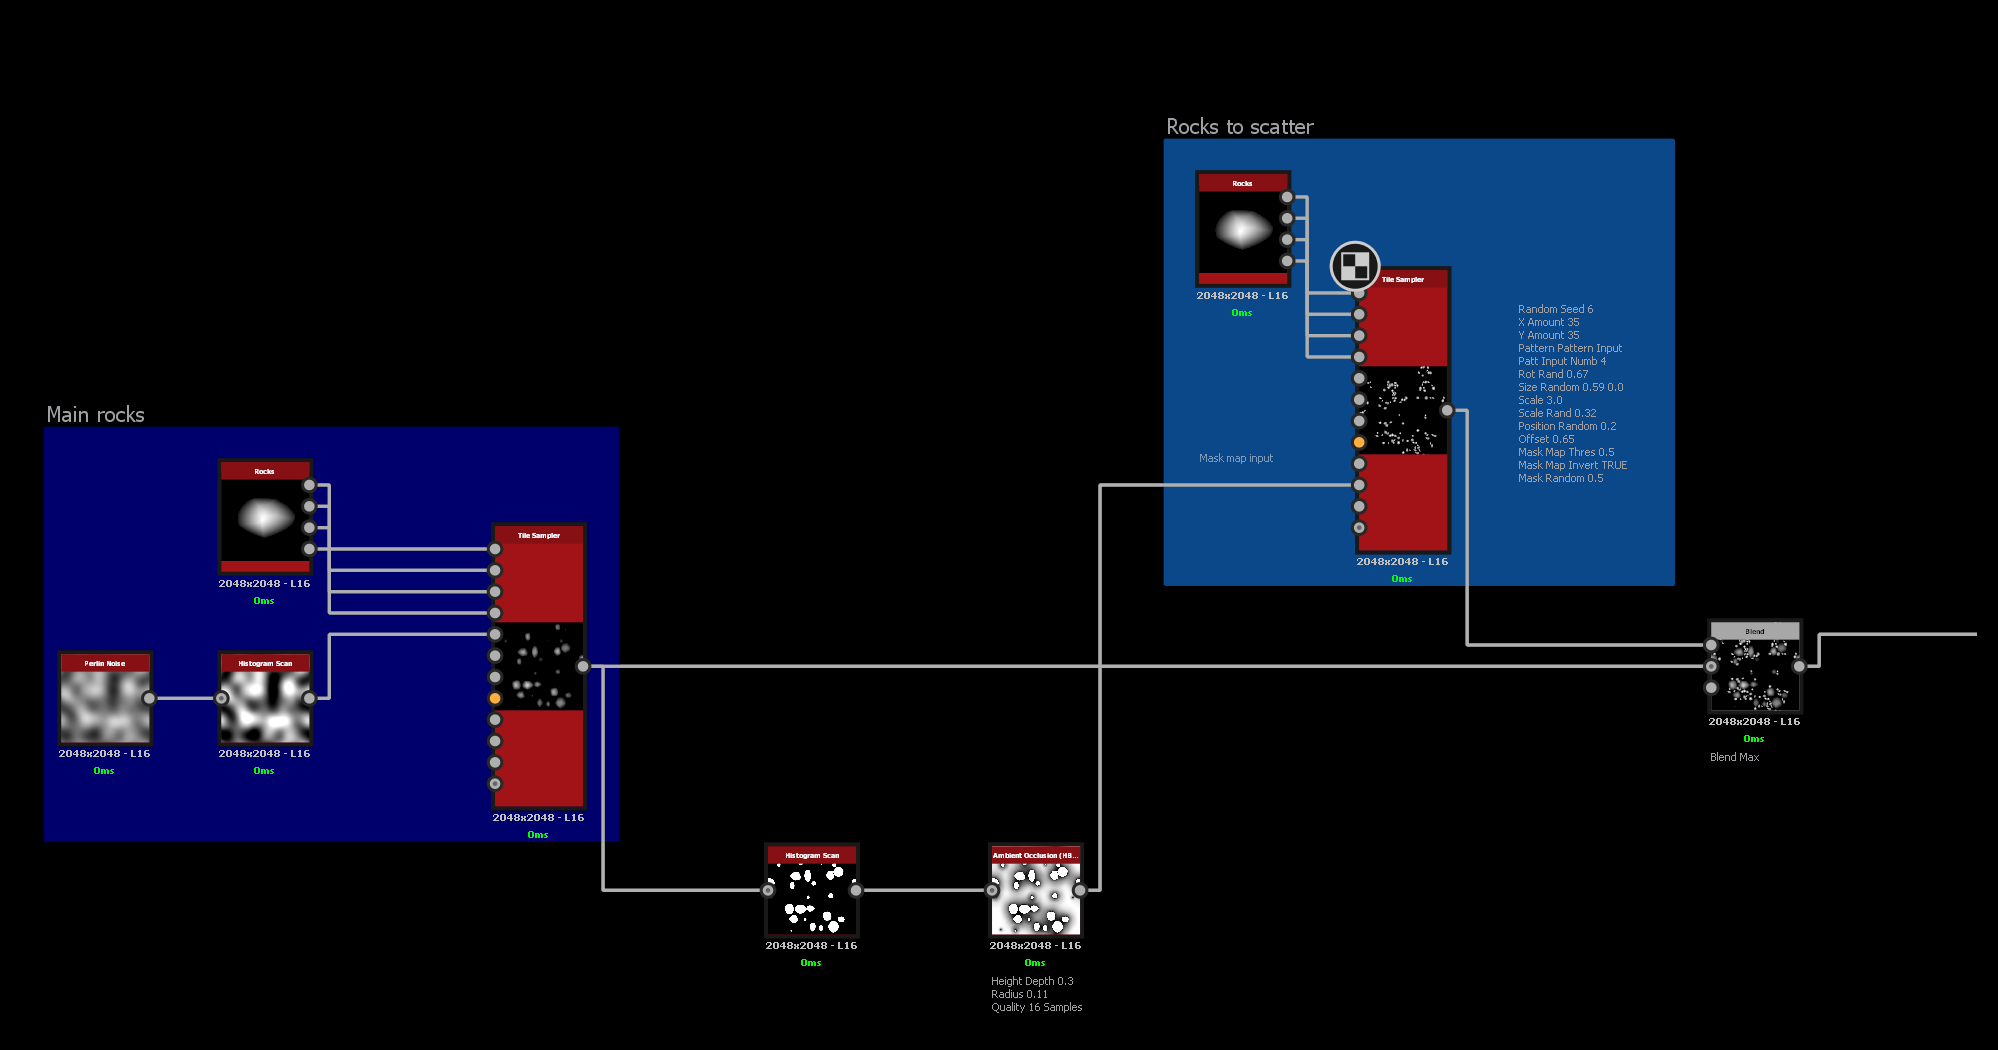 Rocks to scatter
Rocks
2048x2048 - L16
0ms
Tile Sampler
2048x2048 - L16
0ms
Random Seed 6
X Amount 35
Y Amount 35
Pattern Pattern Input
Patt Input Numb 4
Rot Rand 0.67
Size Random 0.59 0.0
Scale 3.0
Scale Rand 0.32
Position Random 0.2
Offset 0.65
Mask Map Thres 0.5
Mask Map Invert TRUE
Mask Random 0.5
Mask map input
Main rocks
Rocks
2048x2048 - L16
0ms
Perlin Noise
2048x2048 - L16
0ms
Histogram Scan
2048x2048 - L16
0ms
Tile Sampler
2048x2048 - L16
0ms
Histogram Scan
2048x2048 - L16
0ms
Ambient Occlusion (HB...
2048x2048 - L16
0ms
Height Depth 0.3
Radius 0.11
Quality 16 Samples
Blend
2048x2048 - L16
0ms
Blend Max